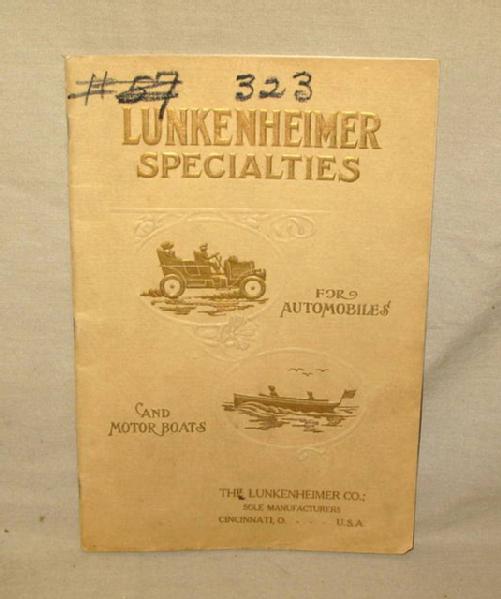 #57 323
LUNKENHEIMER
SPECIALTIES
FOR
AUTOMOBILES
AND
MOTOR BOATS
THE LUNKENHEIMER CO.;
SOLE MANUFACTURERS
CINCINNATI, O. . . . . U.S.A.